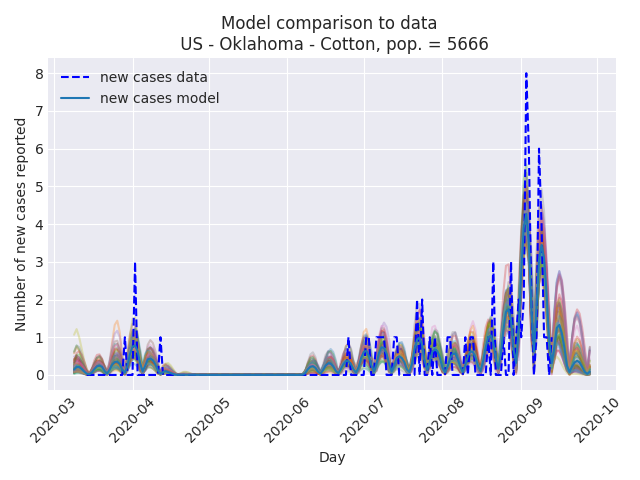 Model comparison to data
US - Oklahoma - Cotton, pop. = 5666
new cases data
new cases model
Number of new cases reported
8
7
6
5
4
3
2
1
0
2020-03
2020-04
2020-05
2020-06
2020-07
2020-08
2020-09
2020-10
Day